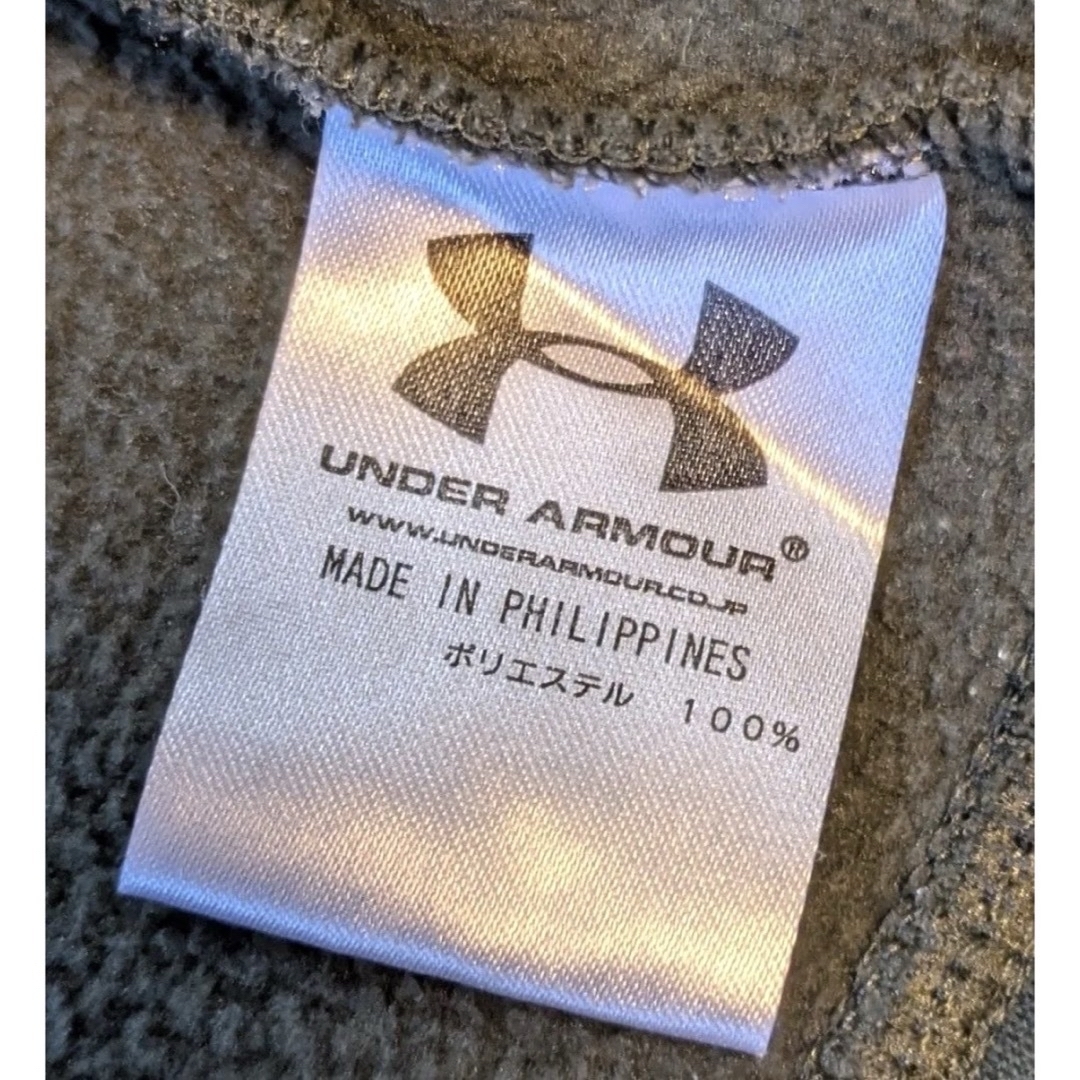 UNDER ARMOUR®
WWW.UNDERARMOUR.CO.JP
MADE IN PHILIPPINES
ポリエステル 100%